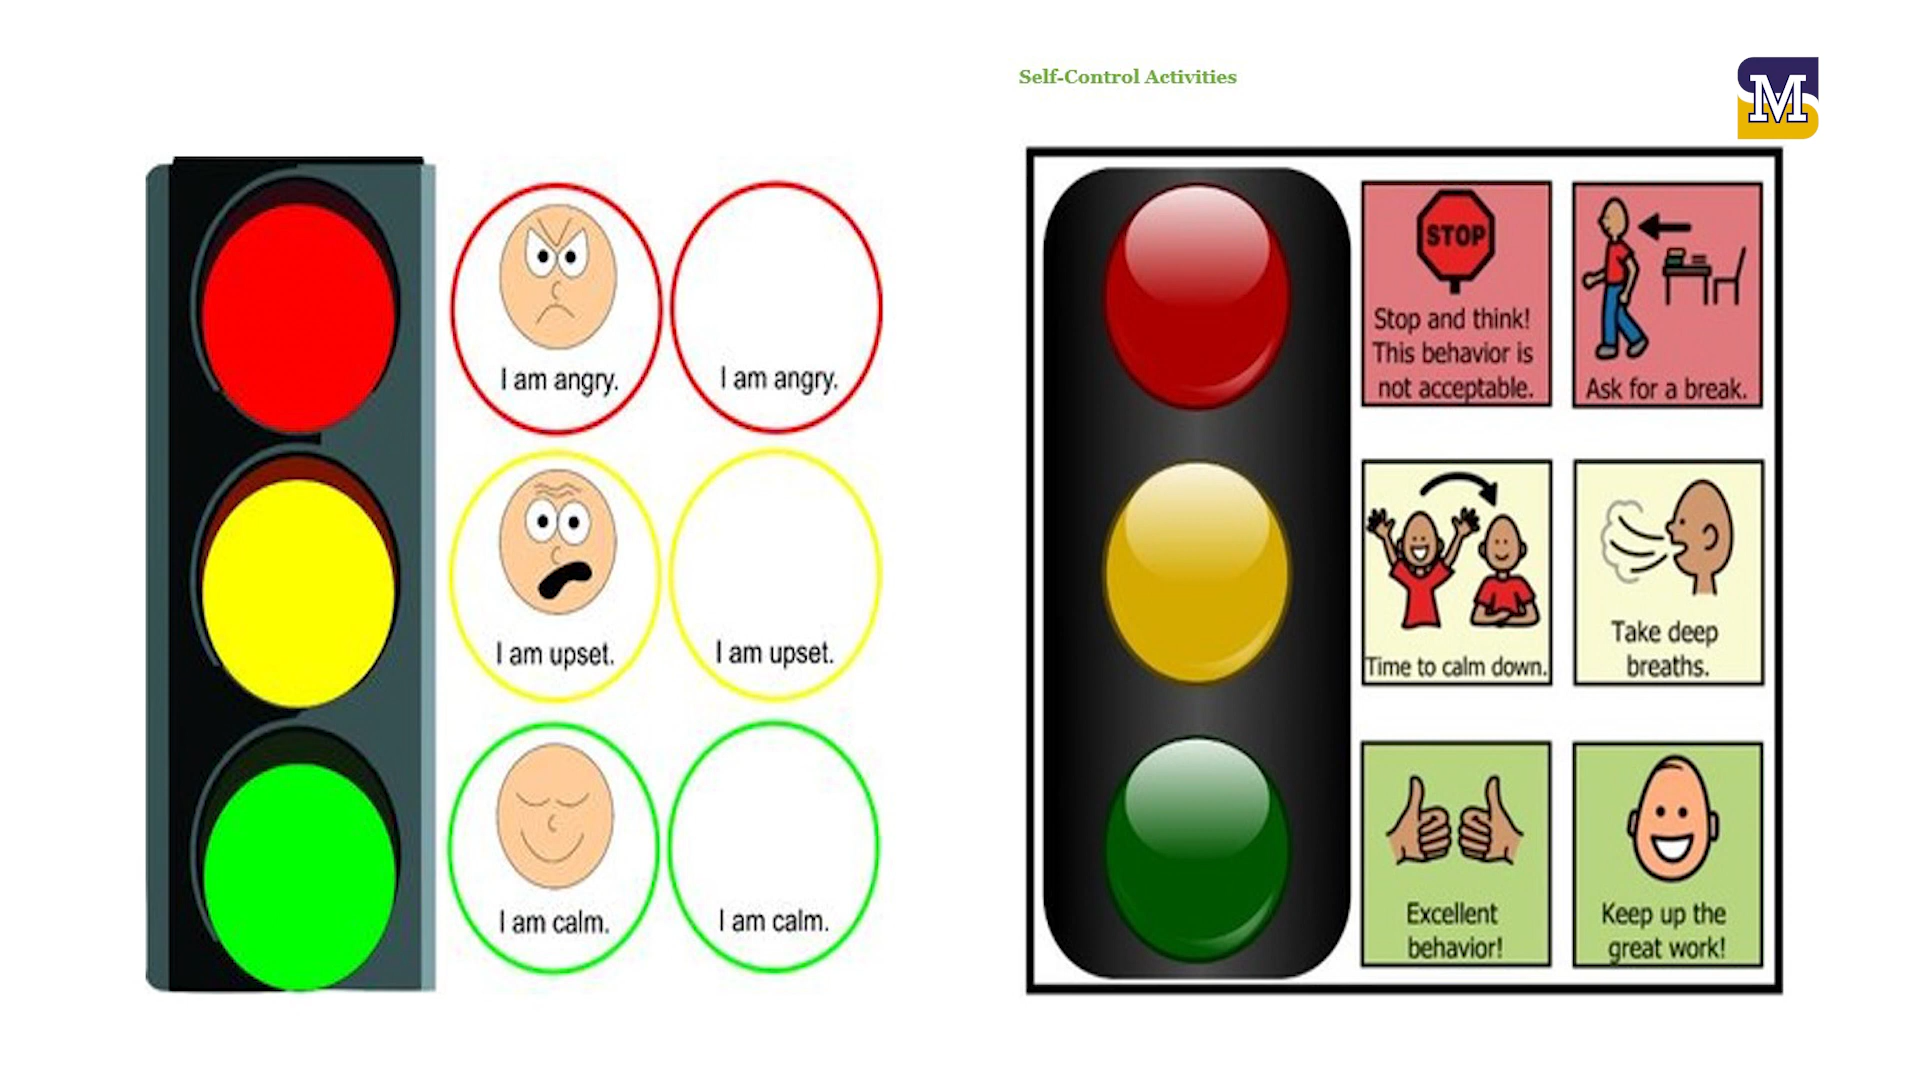 Self-Control Activities
M
I am angry.
I am angry.
I am upset.
I am upset.
I am calm.
I am calm.
STOP
Stop and think!
This behavior is
not acceptable.
Ask for a break.
Time to calm down.
Take deep
breaths.
Excellent
behavior!
Keep up the
great work!